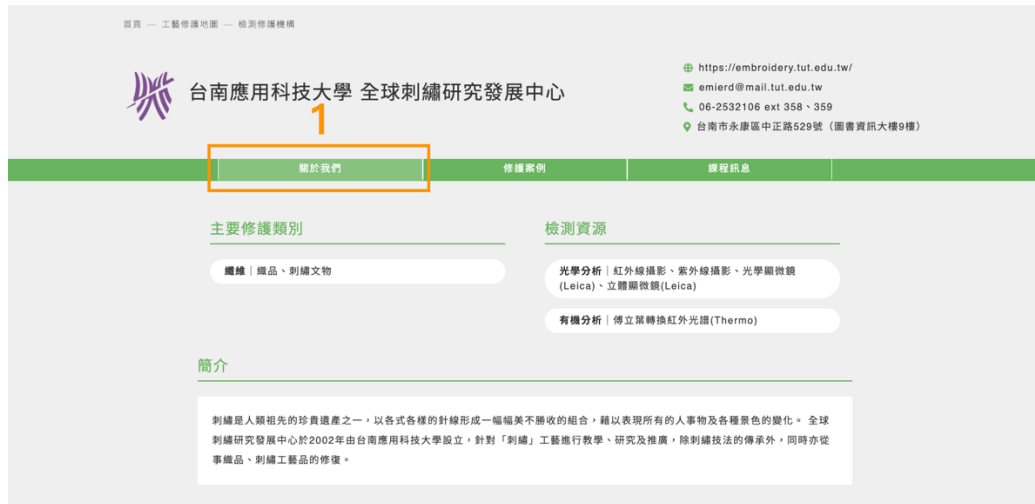 首頁 — 工藝修護地圖 — 檢測修護機構
台南應用科技大學 全球刺繡研究發展中心
https://embroidery.tut.edu.tw/
emierd@mail.tut.edu.tw
06-2532106 ext 358、359
台南市永康區中正路529號（圖書資訊大樓9樓）
1
關於我們
修護案例
課程訊息
主要修護類別
纖維｜織品、刺繡文物
檢測資源
光學分析｜紅外線攝影、紫外線攝影、光學顯微鏡
(Leica)、立體顯微鏡(Leica)
有機分析｜傅立葉轉換紅外光譜(Thermo)
簡介
刺繡是人類祖先的珍貴遺產之一，以各式各樣的針線形成一幅幅美不勝收的組合，藉以表現所有的人事物及各種景色的變化。 全球
刺繡研究發展中心於2002年由台南應用科技大學設立，針對「刺繡」工藝進行教學、研究及推廣，除刺繡技法的傳承外，同時亦從
事織品、刺繡工藝品的修復。